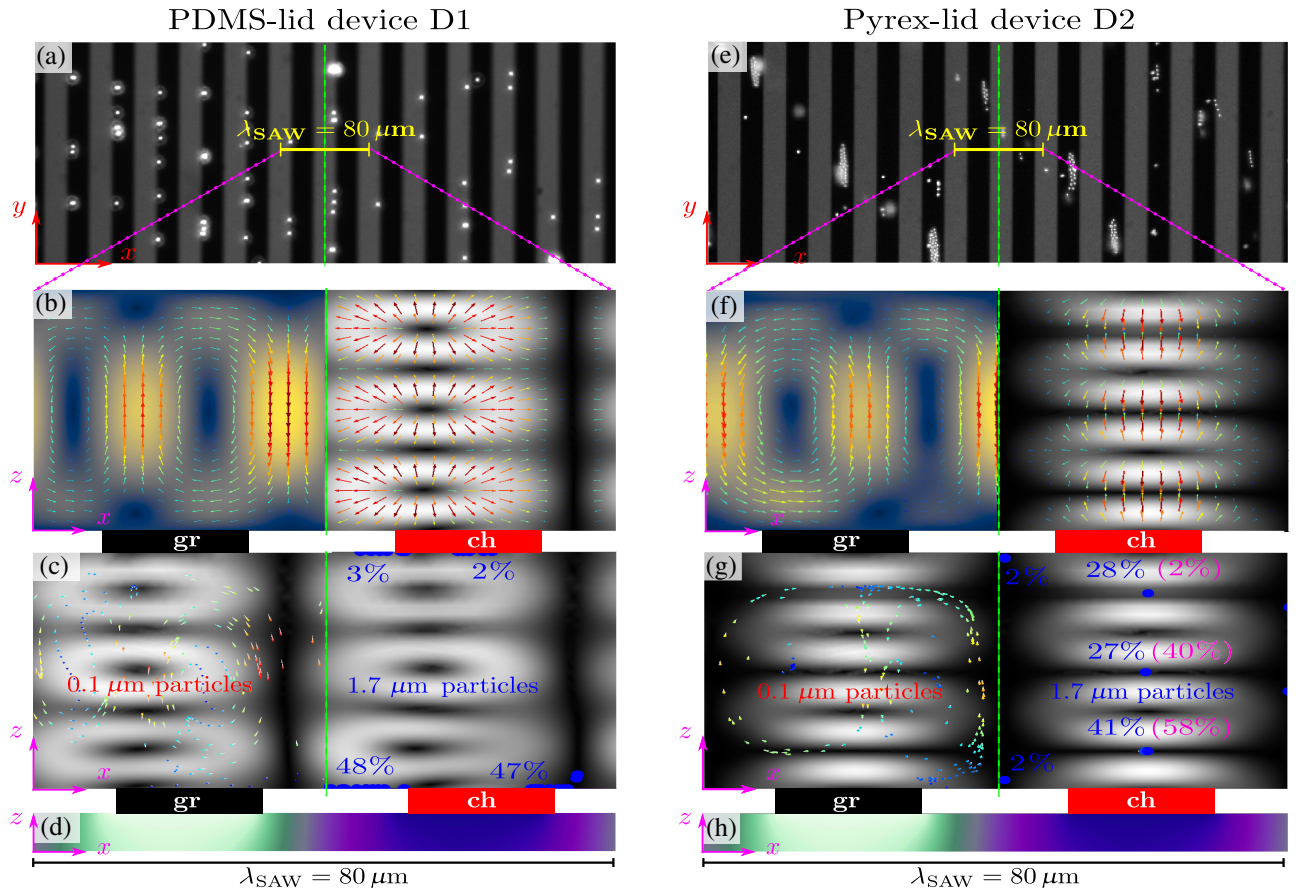 PDMS-lid device D1
Pyrex-lid device D2
(a)
λSAW = 80 μm
y
x
(e)
λSAW = 80 μm
y
x
(b)
z
x
gr
ch
(f)
z
x
gr
ch
(c)
3%
2%
0.1 μm particles
1.7 μm particles
48%
47%
z
x
gr
ch
(g)
2%
28% (2%)
27% (40%)
0.1 μm particles
1.7 μm particles
41% (58%)
2%
z
x
gr
ch
(d)
z
x
λSAW = 80 μm
(h)
z
x
λSAW = 80 μm